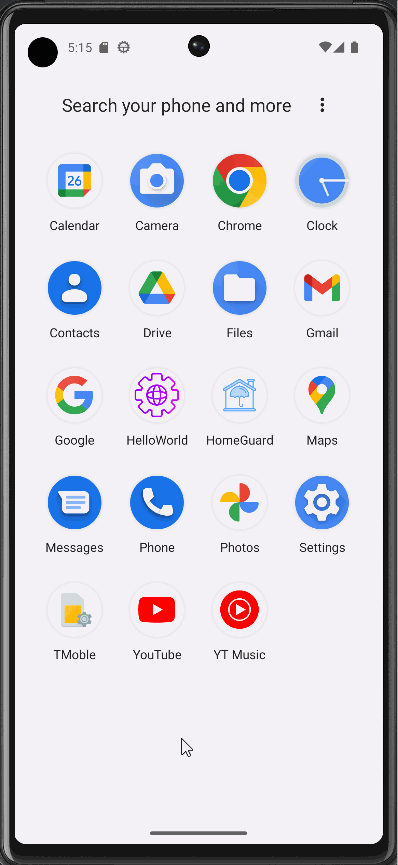 5:15
Search your phone and more
26
Calendar Camera Chrome Clock
Contacts Drive Files Gmail
Google HelloWorld HomeGuard Maps
Messages Phone Photos Settings
TMoble YouTube YT Music